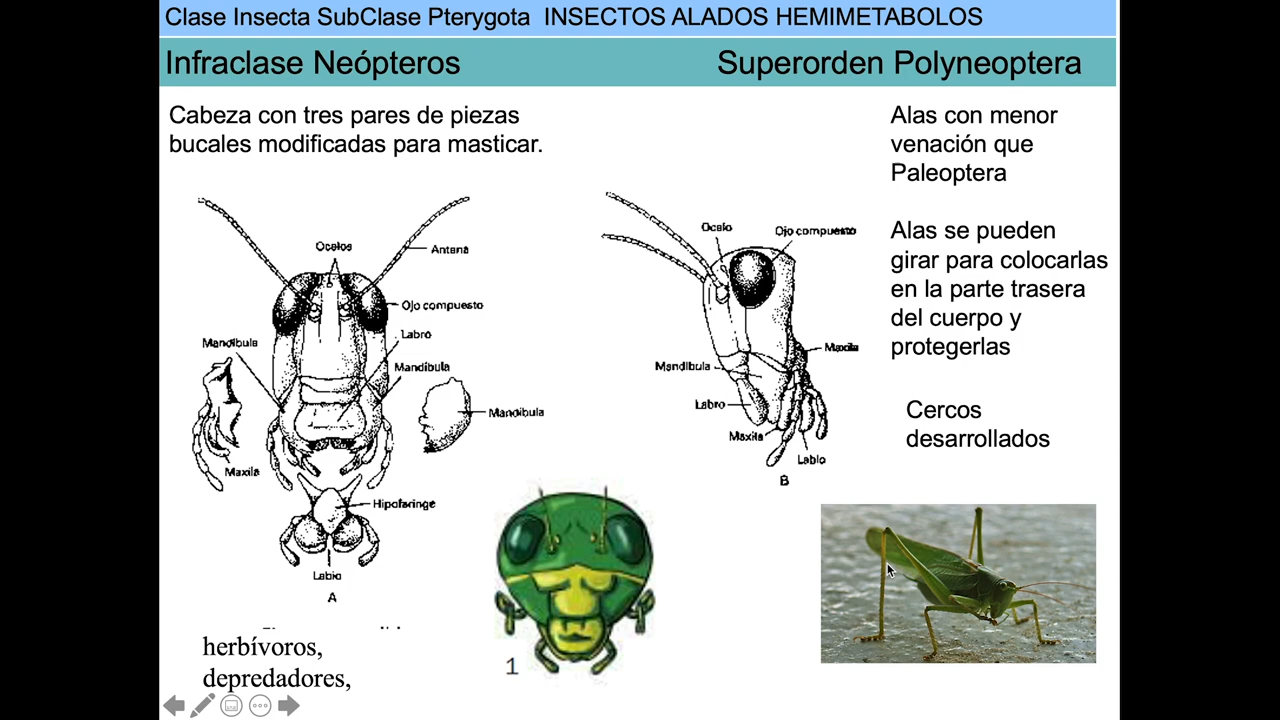 Clase Insecta SubClase Pterygota INSECTOS ALADOS HEMIMETABOLOS
Infraclase Neópteros
Superorden Polyneoptera
Cabeza con tres pares de piezas
bucales modificadas para masticar.
Ocelos
Antena
Ojo compuesto
Labro
Mandibula
Mandibula
Mandibula
Maxila
Hipofaringe
Labio
A
Ocelo
Ojo compuesto
Maxila
Mandibula
Labro
Maxila
Labio
B
Alas con menor
venación que
Paleoptera
Alas se pueden
girar para colocarlas
en la parte trasera
del cuerpo y
protegerlas
Cercos
desarrollados
1
herbívoros,
depredadores,